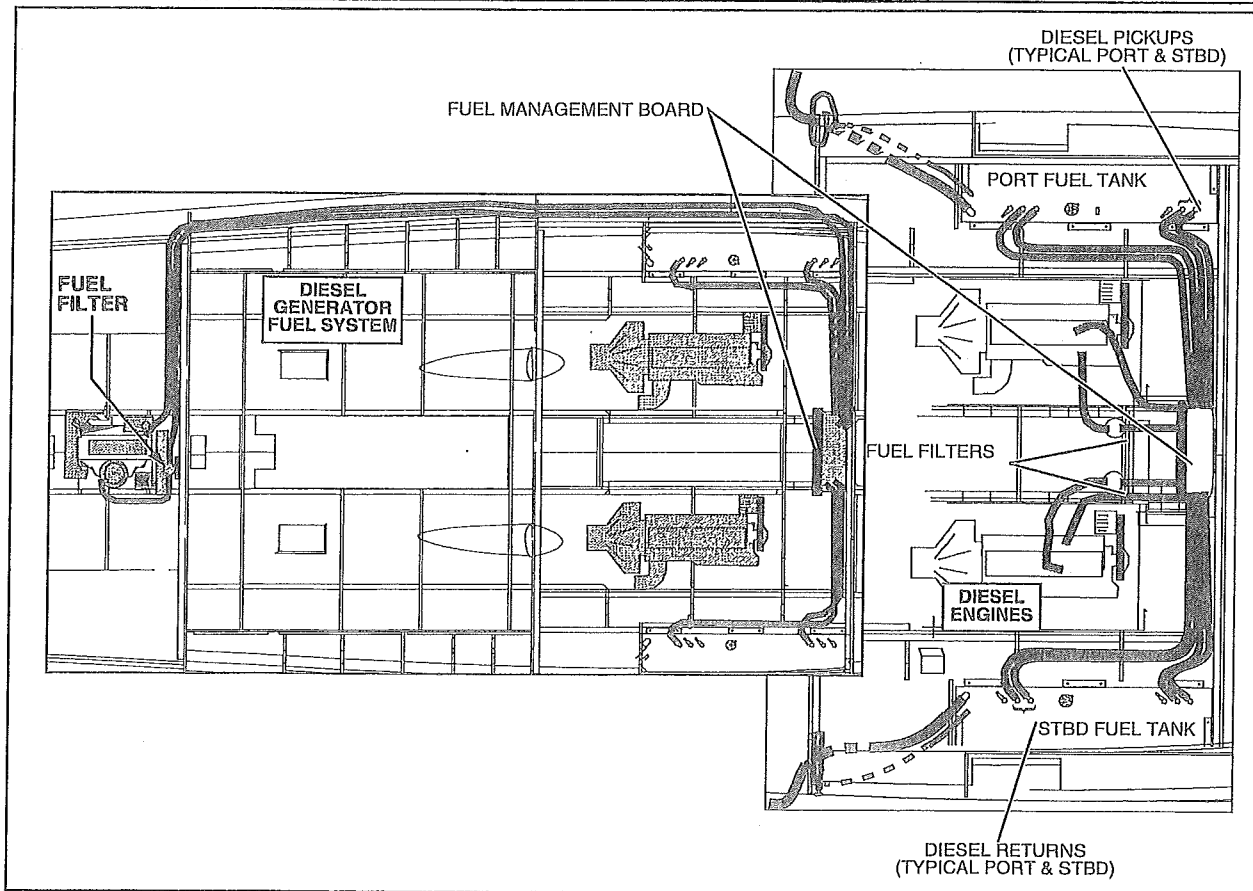 DIESEL PICKUPS
(TYPICAL PORT & STBD)
FUEL MANAGEMENT BOARD
PORT FUEL TANK
FUEL
FILTER
DIESEL
GENERATOR
FUEL SYSTEM
FUEL FILTERS
DIESEL
ENGINES
STBD FUEL TANK
DIESEL RETURNS
(TYPICAL PORT & STBD)